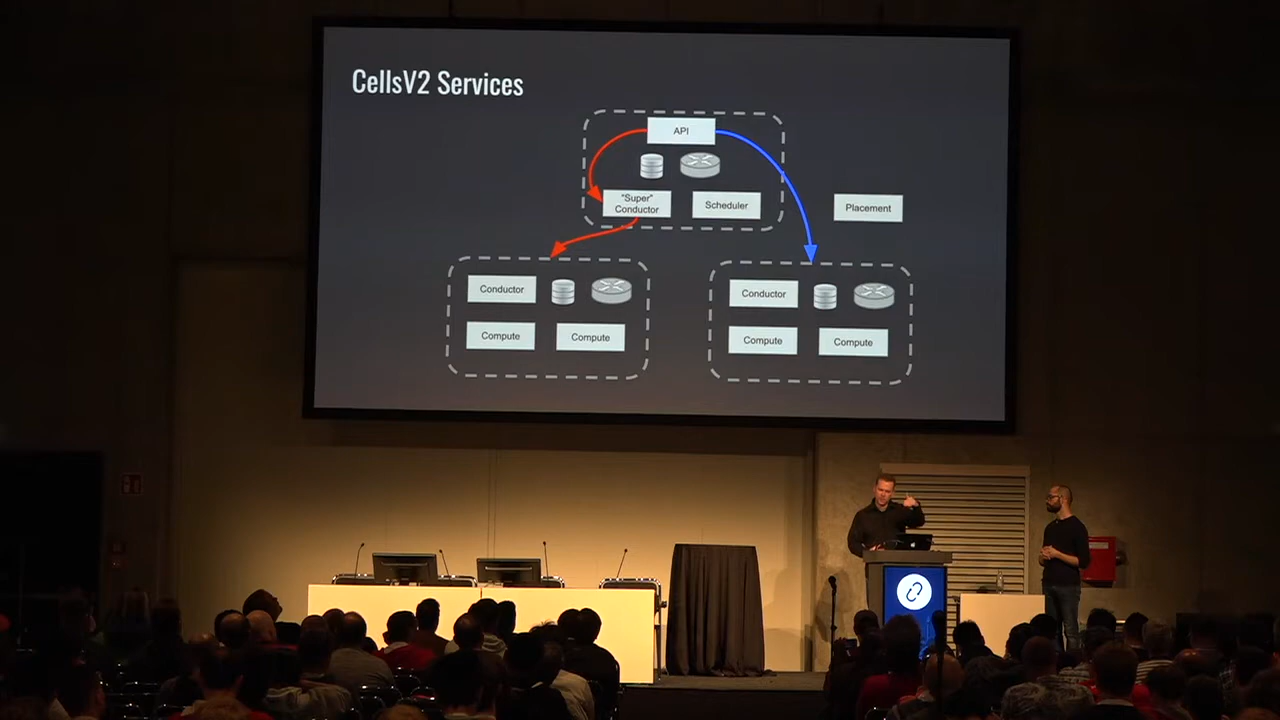 CellsV2 Services
API
"Super"
Conductor
Scheduler
Placement
Conductor
Compute
Compute
Conductor
Compute
Compute